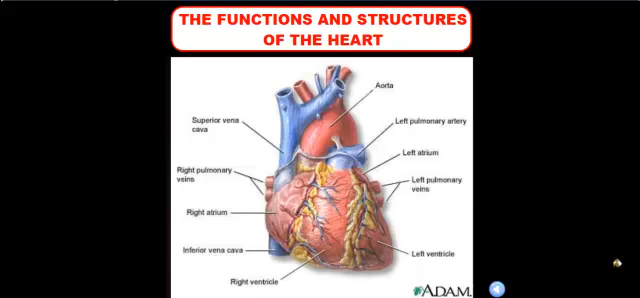 THE FUNCTIONS AND STRUCTURES
OF THE HEART
Aorta
Superior vena
cava
Left pulmonary artery
Left atrium
Right pulmonary
veins
Left pulmonary
veins
Right atrium
Inferior vena cava
Left ventricle
Right ventricle
ADAM.